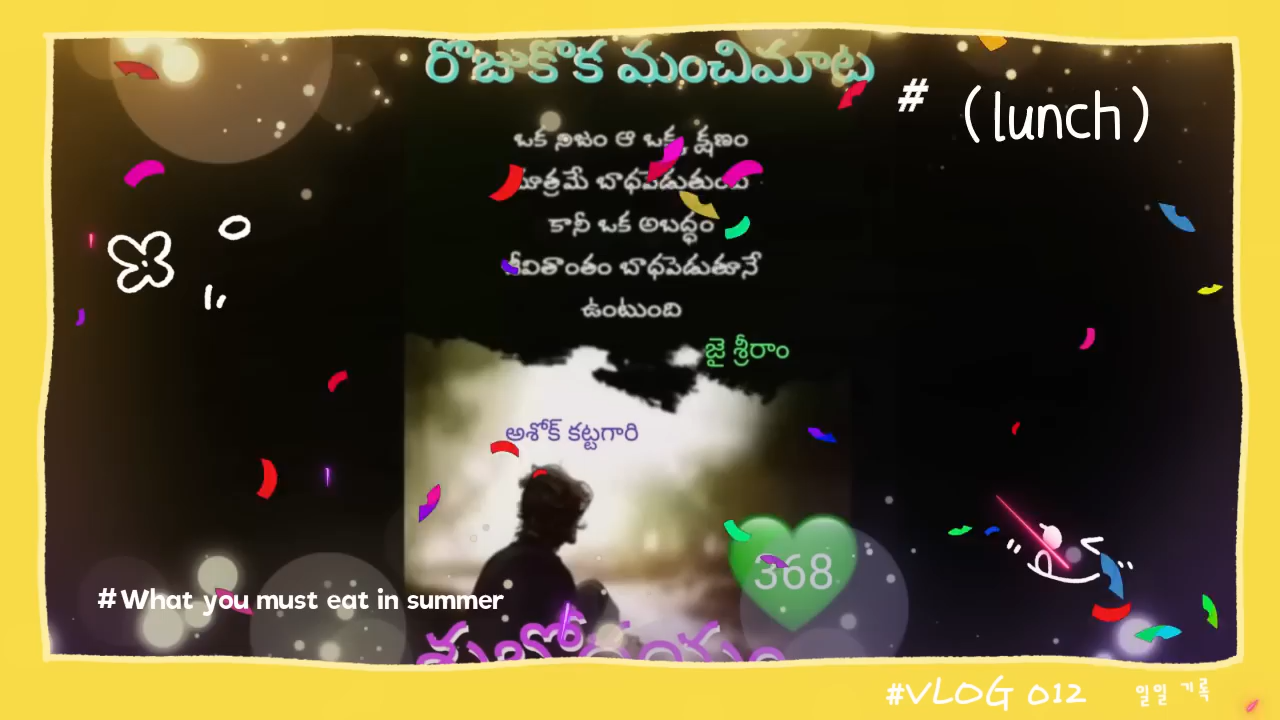 రొజుకొక మంచిమాట
# (lunch)
ఒక నిజం ఆ ఒక్క క్షణం
మాత్రమే బాధపెడుతుంది
కానీ ఒక అబద్ధం
జీవితాంతం బాధపెడుతూనే
ఉంటుంది
జై శ్రీరాం
అశోక్ కట్టగారి
368
#What you must eat in summer
శుభోదయం
#VLOG 012 일일 기록